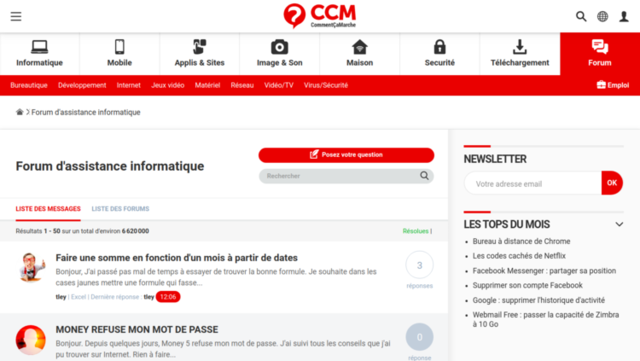 CCM
CommentÇaMarche
Informatique
Mobile
Applis & Sites
Image & Son
Maison
Securité
Téléchargement
Forum
Bureautique Développement Internet Jeux vidéo Matériel Réseau Vidéo/TV Virus/Sécurité
Emploi
Forum d'assistance informatique
Forum d'assistance informatique
Posez votre question
Rechercher
LISTE DES MESSAGES
LISTE DES FORUMS
Résultats 1 - 50 sur un total d'environ 6 620 000
Résolues |
Faire une somme en fonction d'un mois à partir de dates
Bonjour, J'ai passé pas mal de temps à essayer de trouver la bonne formule. Je souhaite dans les
cases jaunes mettre une formule qui fasse...
tley | Excel | Dernière réponse : tley 12:06
3
réponses
MONEY REFUSE MON MOT DE PASSE
Bonjour. Depuis quelques jours, Money 5 refuse mon mot de passe. J'ai suivi tous les conseils que j'ai
pu trouver sur Internet. Rien à faire...
0
réponses
NEWSLETTER
Votre adresse email
OK
LES TOPS DU MOIS
Bureau à distance de Chrome
Les codes cachés de Netflix
Facebook Messenger : partager sa position
Supprimer son compte Facebook
Google : supprimer l'historique d'activité
Webmail Free : passer la capacité de Zimbra
à 10 Go